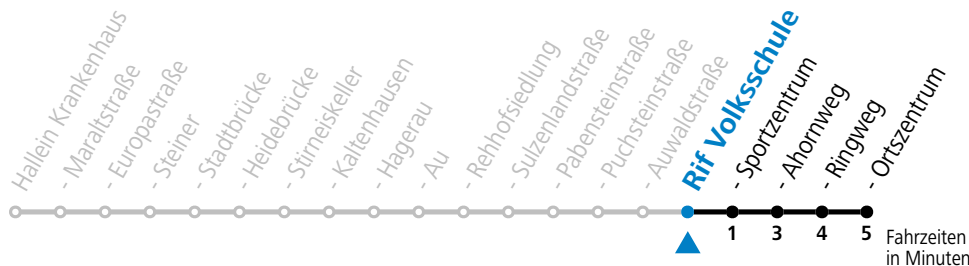 Hallein Krankenhaus
- Maraltstraße
- Europastraße
- Steiner
- Stadtbrücke
- Heidebrücke
- Stirneiskeller
- Kaltenhausen
- Hagerau
- Au
- Rehhofsiedlung
- Sulzenlandstraße
- Pabensteinstraße
- Puchsteinstraße
- Auwaldstraße
Rif Volksschule
- Sportzentrum
- Ahornweg
- Ringweg
- Ortszentrum
1 3 4 5
Fahrzeiten
in Minuten